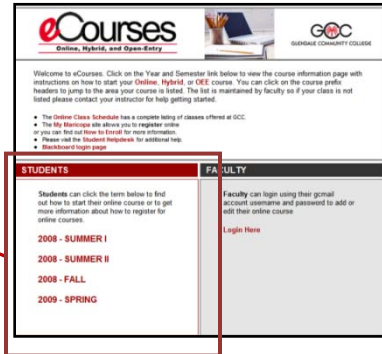 eCourses
Online, Hybrid, and Open-Entry
GCC
GLENDALE COMMUNITY COLLEGE
Welcome to eCourses. Click on the Year and Semester link below to view the course information page with
instructions on how to start your Online, Hybrid, or OEE course. You can click on the course prefix
headers to jump to the area your course is listed. The list is maintained by faculty so if your class is not
listed please contact your instructor for help getting
started.
• The Online Class Schedule has a complete listing of classes offered at GCC.
• The My Maricopa site allows you to register online
or you can find out How to Enroll for more information.
• Please visit the Student Helpdesk for additional help.
• Blackboard login page
STUDENTS
Students can click the term below to find
out how to start their online course or to get
more information about how to register for
online courses.
2008 - SUMMER I
2008 - SUMMER II
2008 - FALL
2009 - SPRING
FACULTY
Faculty can login using their gcmail
account username and password to add or
edit their online course
Login Here